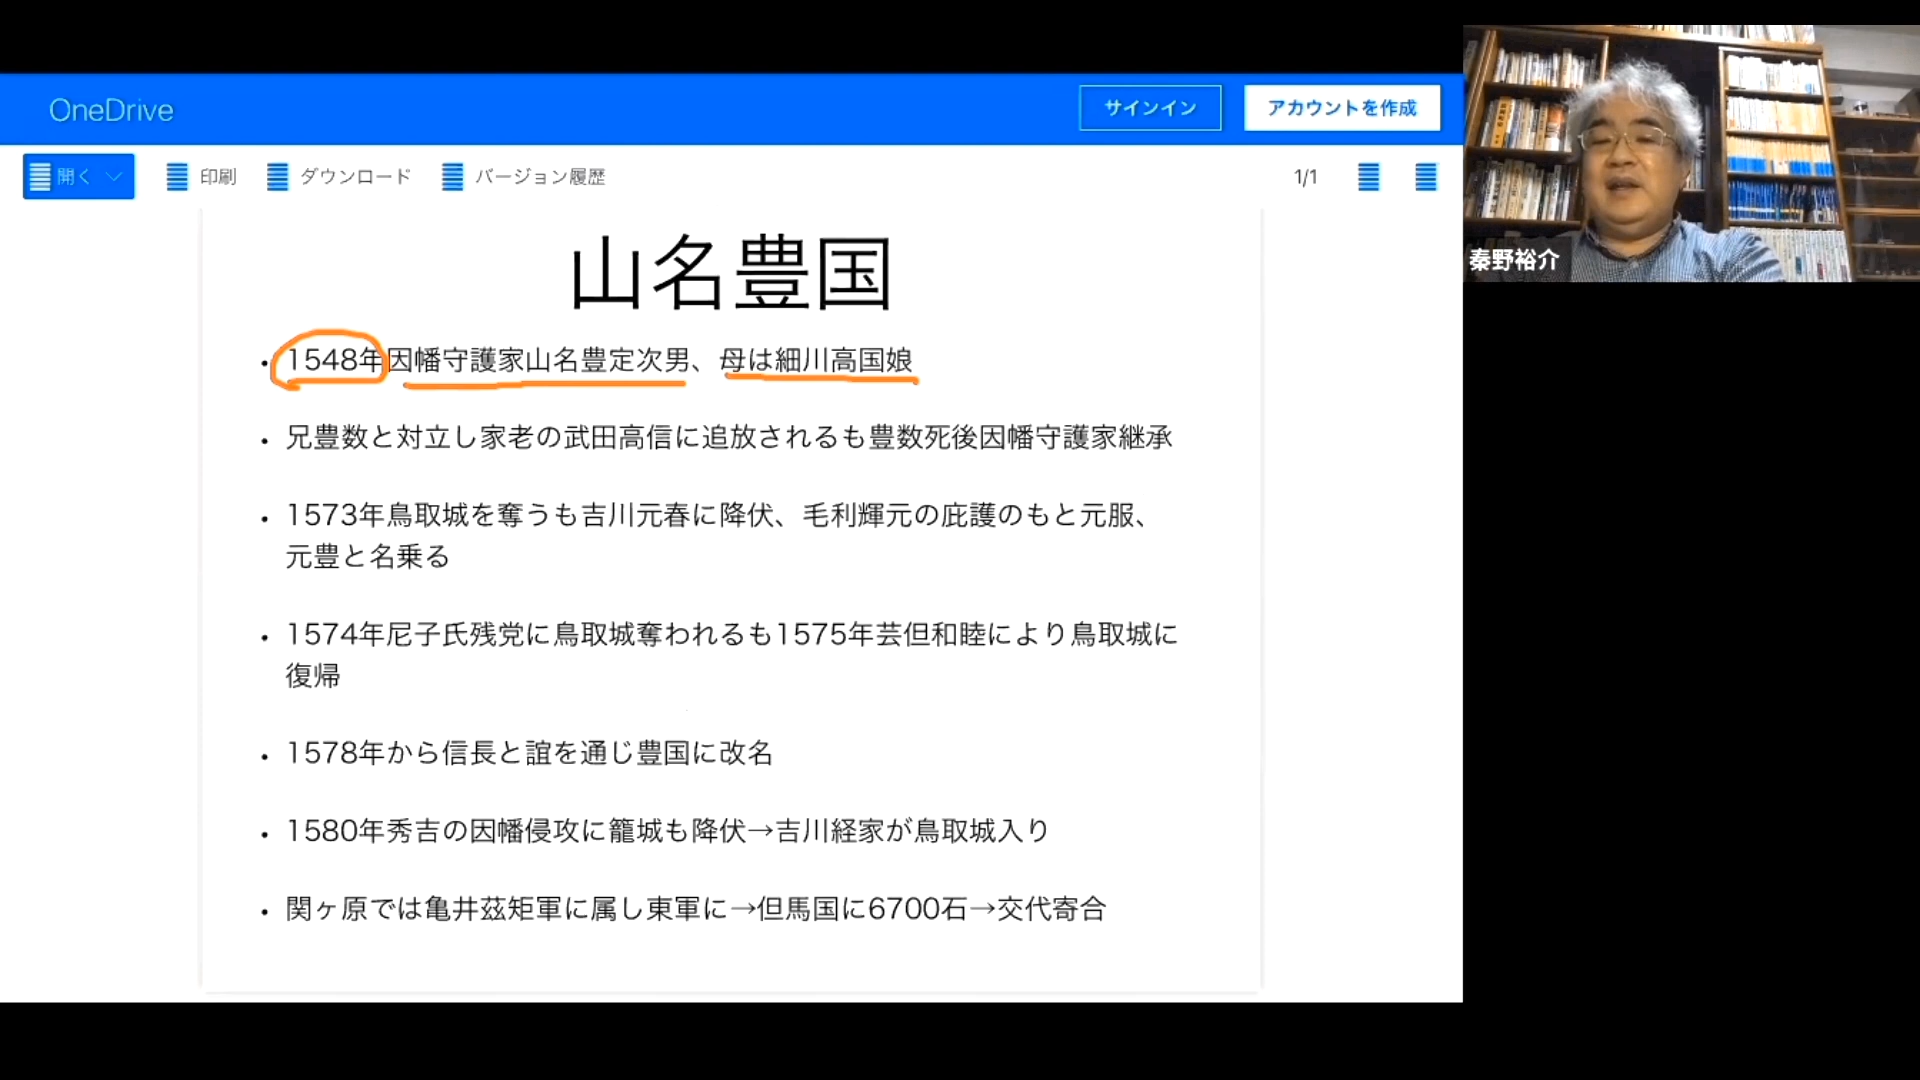 OneDrive
サインイン
アカウントを作成
開く
印刷
ダウンロード
バージョン履歴
1/1
山名豊国
• 1548年因幡守護家山名豊定次男、母は細川高国娘
• 兄豊数と対立し家老の武田高信に追放されるも豊数死後因幡守護家継承
• 1573年鳥取城を奪うも吉川元春に降伏、毛利輝元の庇護のもと元服、
元豊と名乗る
• 1574年尼子氏残党に鳥取城奪われるも1575年芸但和睦により鳥取城に
復帰
• 1578年から信長と誼を通じ豊国に改名
• 1580年秀吉の因幡侵攻に籠城も降伏→吉川経家が鳥取城入り
• 関ヶ原では亀井茲矩軍に属し東軍に→但馬国に6700石→交代寄合
秦野裕介